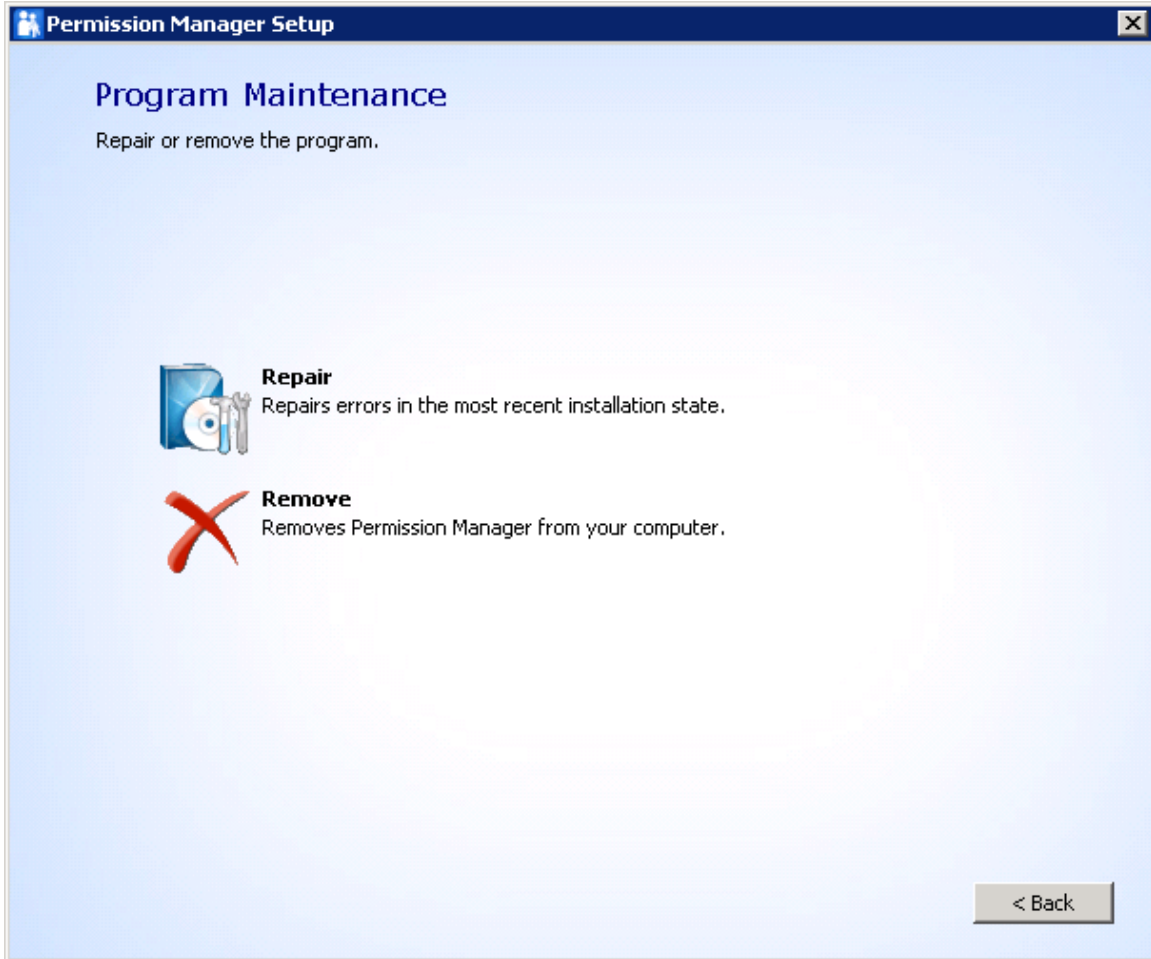 Permission Manager Setup
Program Maintenance
Repair or remove the program.
Repair
Repairs errors in the most recent installation state.
Remove
Removes Permission Manager from your computer.
< Back